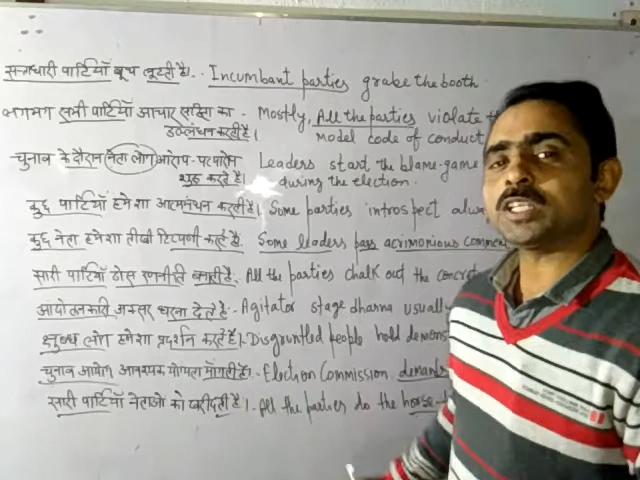 सत्ताधारी पार्टियाँ बूथ लूटती है। . Incumbant parties grabe the booth
लगभग सभी पार्टियाँ आचार संहिता का - Mostly, All the parties violate
उल्लंघन करती है। model code of conduct
चुनाव के दौरान नेता लोग आरोप-प्रत्यारोप Leaders start the blame-game
शुरू करते है। during the election.
कुछ पार्टियाँ हमेशा आत्ममंथन करती है। Some parties introspect
कुछ नेता हमेशा तीखी टिप्पणी करते है. Some leaders pass acrimonious
सारी पार्टियाँ ठोस रणनीति बनाती है. All the parties chalk out the concrete
आंदोलनकारी अक्सर धरना देते है - Agitator stage dharna usually
क्षुब्ध लोग हमेशा प्रदर्शन करते है।. Disgruntled people hold
चुनाव आयोग आवश्यक योग्यता माँगती है। - Election Commission
सारी पार्टियाँ नेताओ को खरीदती है। - All the parties do the